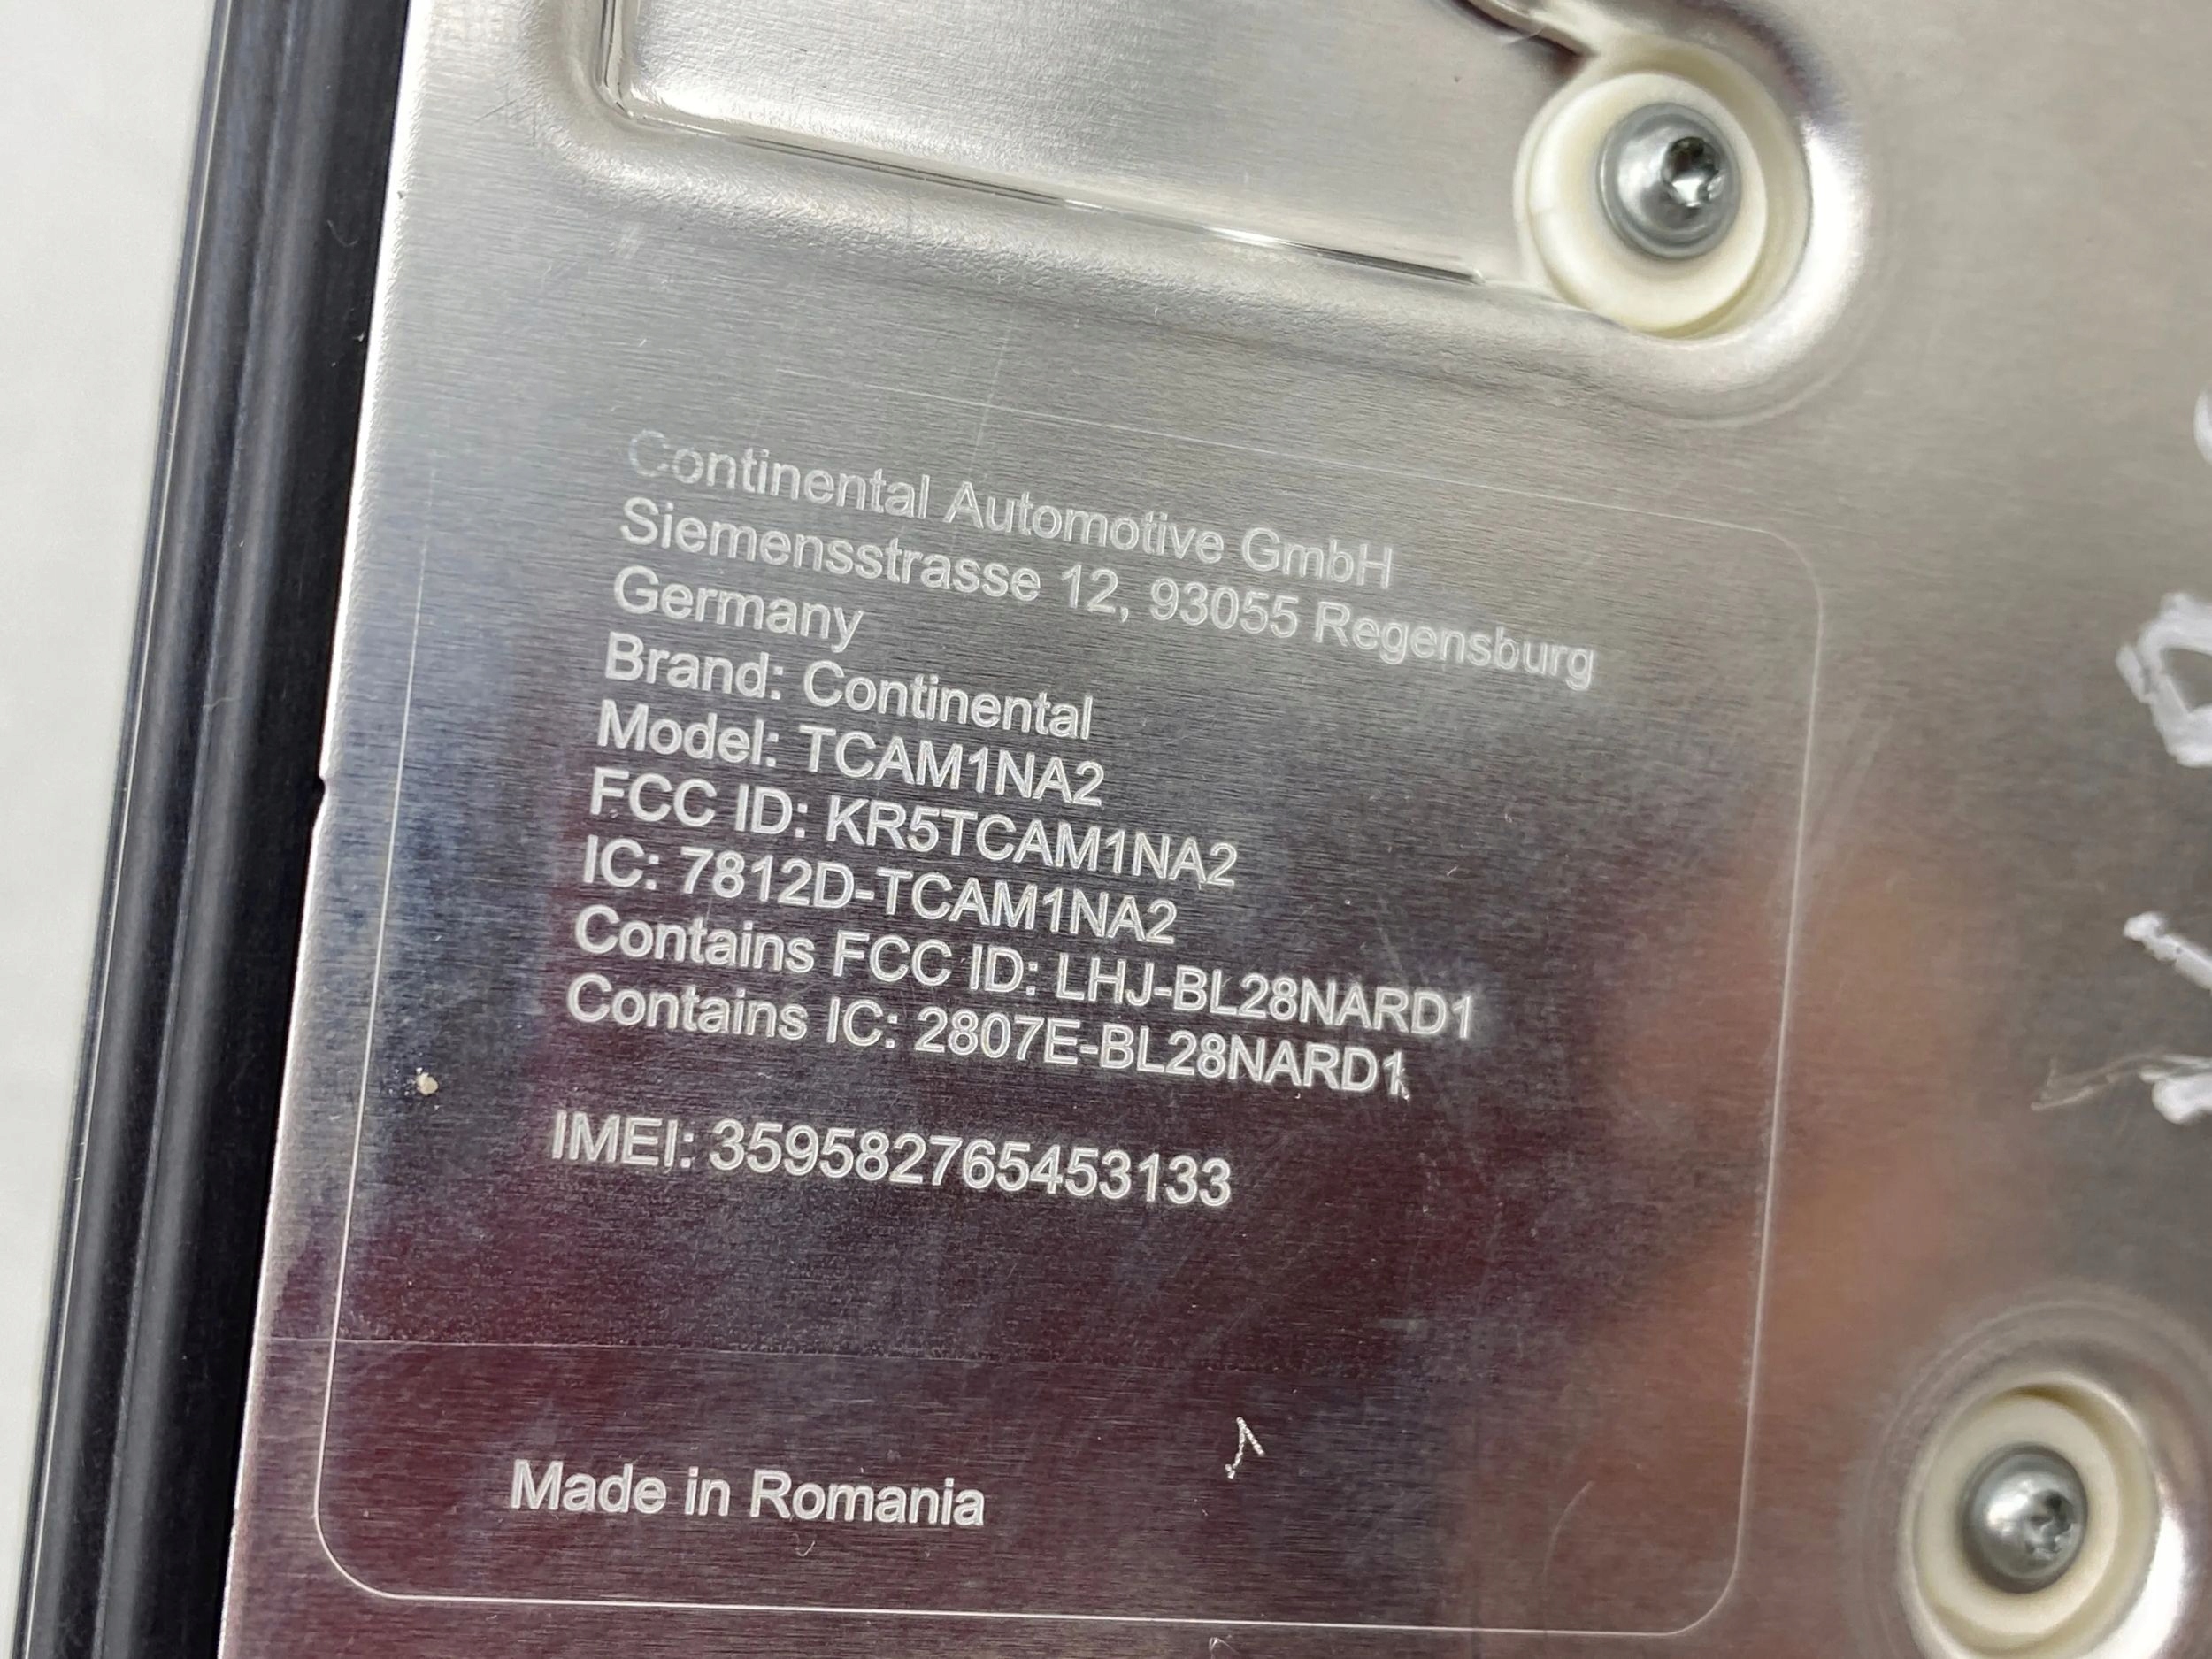 Continental Automotive GmbH
Siemensstrasse 12, 93055 Regensburg
Germany
Brand: Continental
Model: TCAM1NA2
FCC ID: KR5TCAM1NA2
IC: 7812D-TCAM1NA2
Contains FCC ID: LHJ-BL28NARD1
Contains IC: 2807E-BL28NARD1
IMEI: 359582765453133
Made in Romania